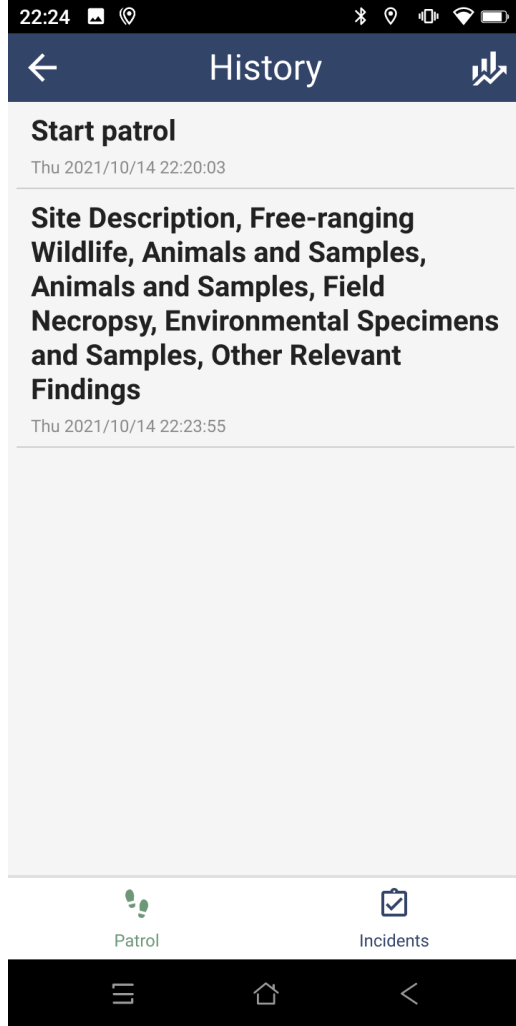 22:24
History
Start patrol
Thu 2021/10/14 22:20:03
Site Description, Free-ranging
Wildlife, Animals and Samples,
Animals and Samples, Field
Necropsy, Environmental Specimens
and Samples, Other Relevant
Findings
Thu 2021/10/14 22:23:55
Patrol
Incidents